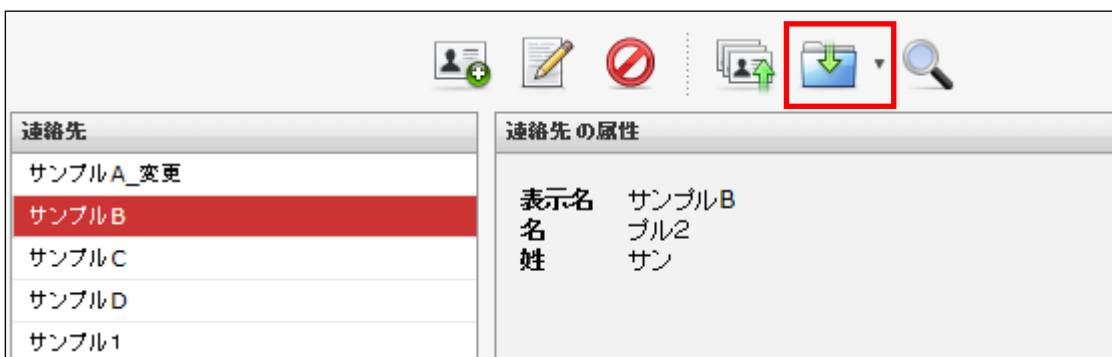 連絡先
サンプルA_変更
サンプルB
サンプルC
サンプルD
サンプル1
連絡先の属性
表示名 サンプルB
名 プル2
姓 サン